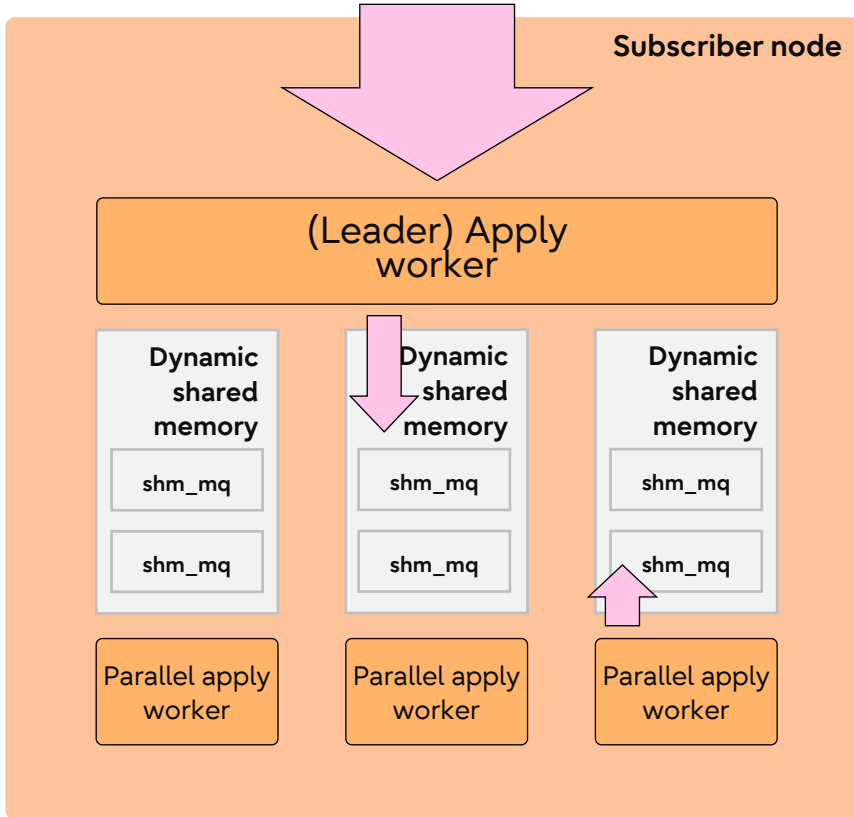 Subscriber node
(Leader) Apply
worker
Dynamic
shared
memory
shm_mq
shm_mq
Dynamic
shared
memory
shm_mq
shm_mq
Dynamic
shared
memory
shm_mq
shm_mq
Parallel apply
worker
Parallel apply
worker
Parallel apply
worker